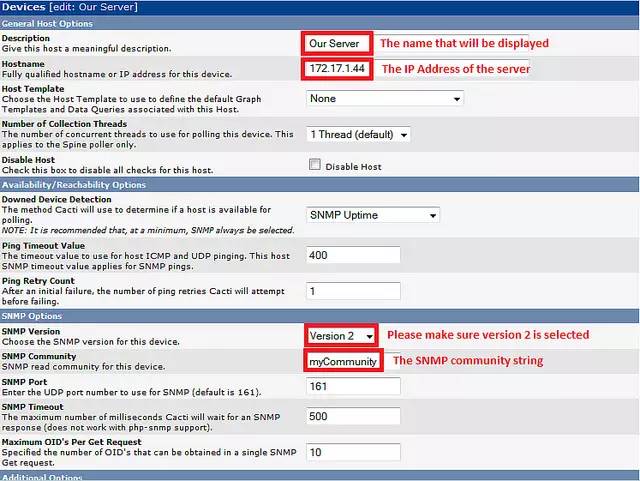 Devices [edit: Our Server]
General Host Options
Description
Give this host a meaningful description.
Our Server
The name that will be displayed
Hostname
Fully qualified hostname or IP address for this device.
172.17.1.44
The IP Address of the server
Host Template
Choose the Host Template to use to define the default Graph
Templates and Data Queries associated with this Host.
None
Number of Collection Threads
The number of concurrent threads to use for polling this device. This
applies to the Spine poller only.
1 Thread (default)
Disable Host
Check this box to disable all checks for this host.
Disable Host
Availability/Reachability Options
Downed Device Detection
The method Cacti will use to determine if a host is available for
polling.
NOTE: It is recommended that, at a minimum, SNMP always be selected.
SNMP Uptime
Ping Timeout Value
The timeout value to use for host ICMP and UDP pinging. This host
SNMP timeout value applies for SNMP pings.
400
Ping Retry Count
After an initial failure, the number of ping retries Cacti will attempt
before failing.
1
SNMP Options
SNMP Version
Choose the SNMP version for this device.
Version 2
Please make sure version 2 is selected
SNMP Community
SNMP read community for this device.
myCommunity
The SNMP community string
SNMP Port
Enter the UDP port number to use for SNMP (default is 161).
161
SNMP Timeout
The maximum number of milliseconds Cacti will wait for an SNMP
response (does not work with php-snmp support).
500
Maximum OID's Per Get Request
Specified the number of OID's that can be obtained in a single SNMP
Get request.
10
Additional Options